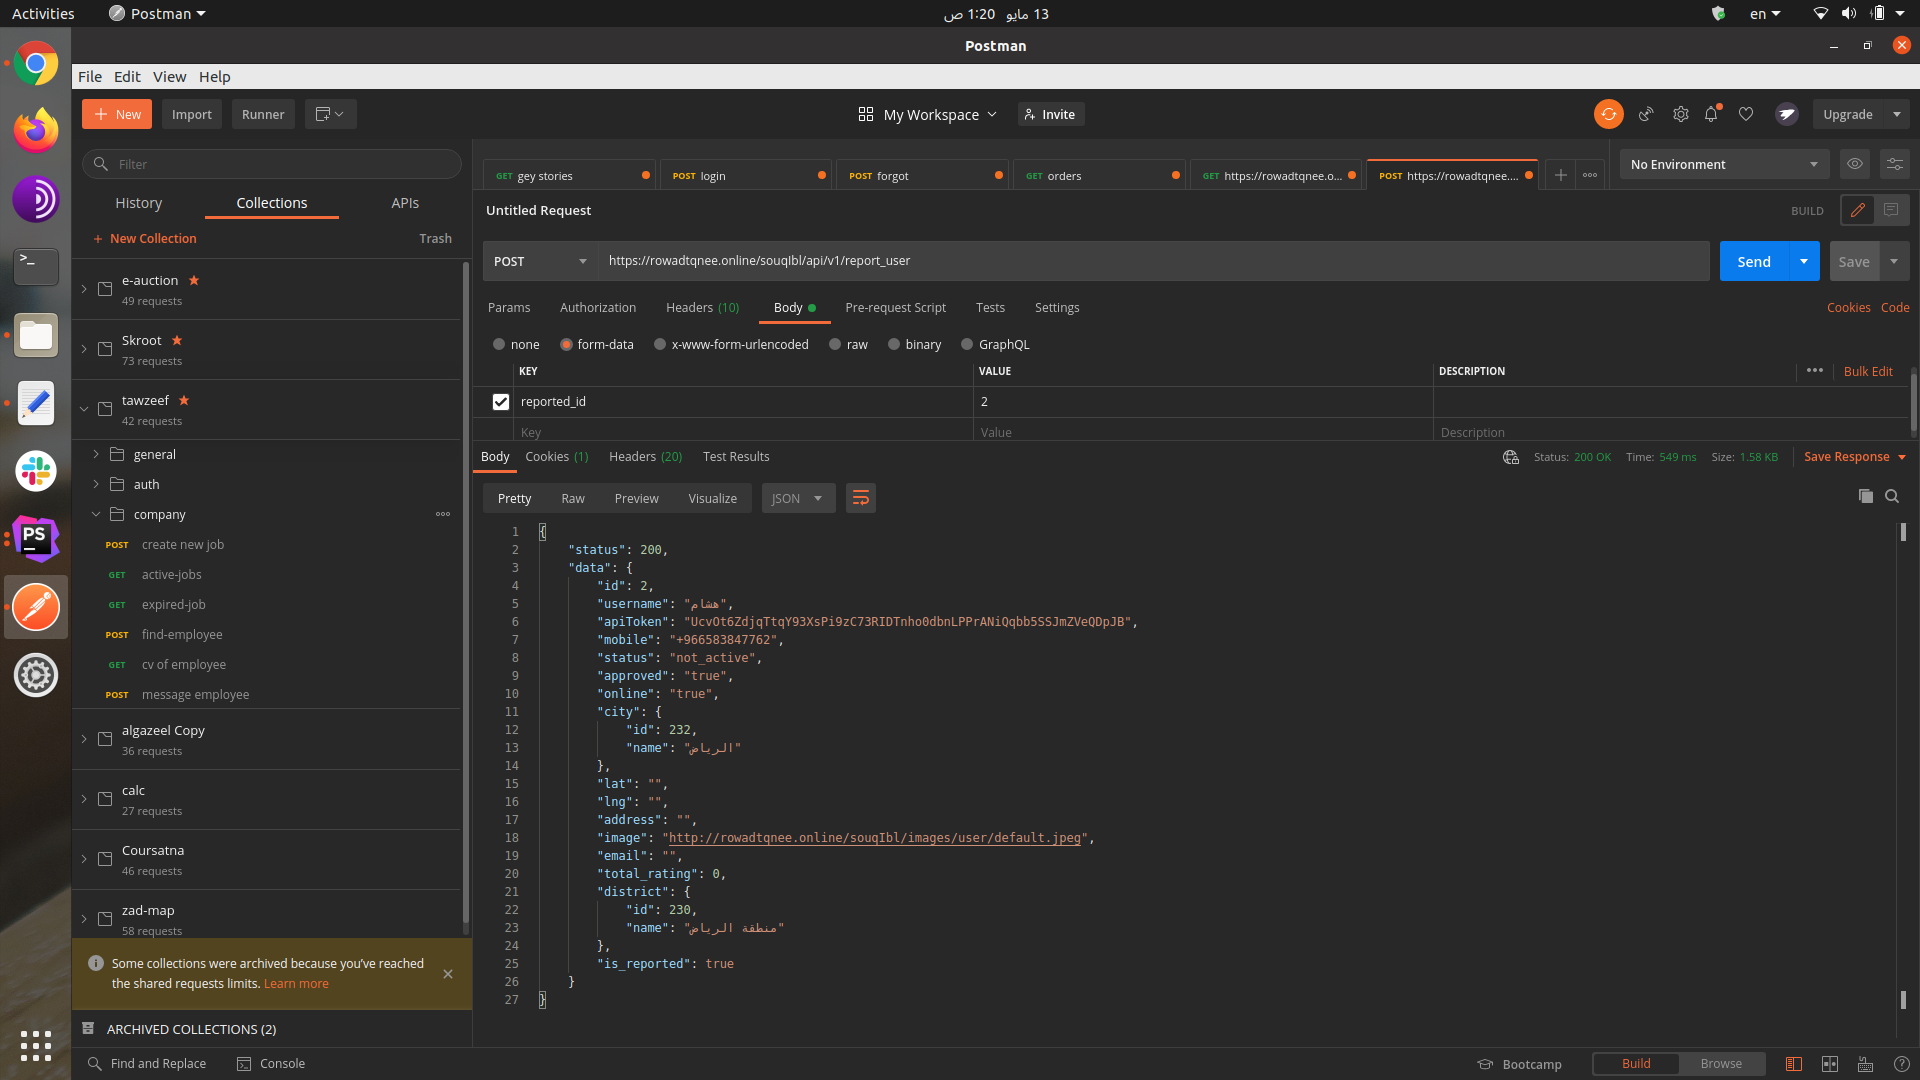 Activities
Postman
13 مايو 1:20 ص
en
Postman
File Edit View Help
New
Import
Runner
My Workspace
Invite
Upgrade
Filter
History
Collections
APIs
New Collection
Trash
e-auction
49 requests
Skroot
73 requests
tawzeef
42 requests
general
auth
company
POST create new job
GET active-jobs
GET expired-job
POST find-employee
GET cv of employee
POST message employee
algazeel Copy
36 requests
calc
27 requests
Coursatna
46 requests
zad-map
58 requests
Some collections were archived because you've reached
the shared requests limits. Learn more
ARCHIVED COLLECTIONS (2)
GET gey stories
POST login
POST forgot
GET orders
GET https://rowadtqnee.o...
POST https://rowadtqnee....
No Environment
Untitled Request
BUILD
POST
https://rowadtqnee.online/souqIbl/api/v1/report_user
Send
Save
Params
Authorization
Headers (10)
Body
Pre-request Script
Tests
Settings
Cookies
Code
none
form-data
x-www-form-urlencoded
raw
binary
GraphQL
KEY
VALUE
DESCRIPTION
Bulk Edit
reported_id
2
Key
Value
Description
Body
Cookies (1)
Headers (20)
Test Results
Status: 200 OK
Time: 549 ms
Size: 1.58 KB
Save Response
Pretty
Raw
Preview
Visualize
JSON
1 {
2 "status": 200,
3 "data": {
4 "id": 2,
5 "username": "هشام",
6 "apiToken": "UcvOt6ZdjqTtqY93XsPi9zC73RIDTnho0dbnLPPrANiQqbb5SSJmZVeQDpJB",
7 "mobile": "+966583847762",
8 "status": "not_active",
9 "approved": "true",
10 "online": "true",
11 "city": {
12 "id": 232,
13 "name": "الرياض"
14 },
15 "lat": "",
16 "lng": "",
17 "address": "",
18 "image": "http://rowadtqnee.online/souqIbl/images/user/default.jpeg",
19 "email": "",
20 "total_rating": 0,
21 "district": {
22 "id": 230,
23 "name": "منطقة الرياض"
24 },
25 "is_reported": true
26 }
27 }
Find and Replace
Console
Bootcamp
Build
Browse